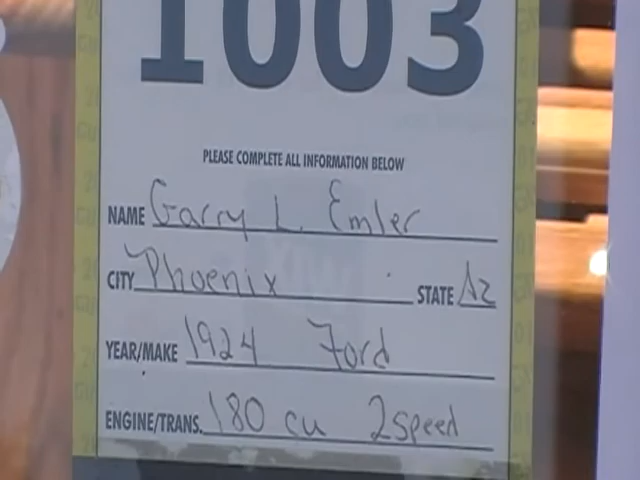 1003
PLEASE COMPLETE ALL INFORMATION BELOW
NAME Garry L. Emler
CITY Phoenix STATE Az
YEAR/MAKE 1924 Ford
ENGINE/TRANS. 180 cu 2speed